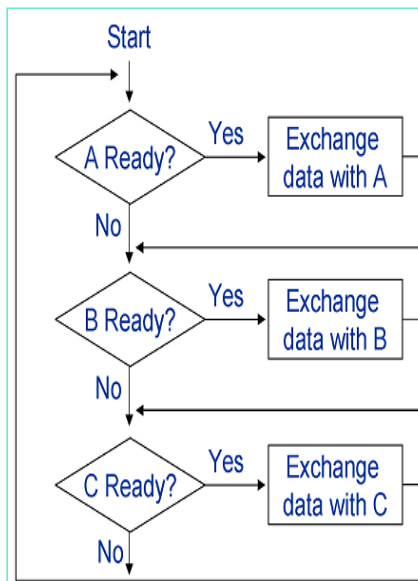 Start
A Ready?
Yes
Exchange
data with A
No
B Ready?
Yes
Exchange
data with B
No
C Ready?
Yes
Exchange
data with C
No